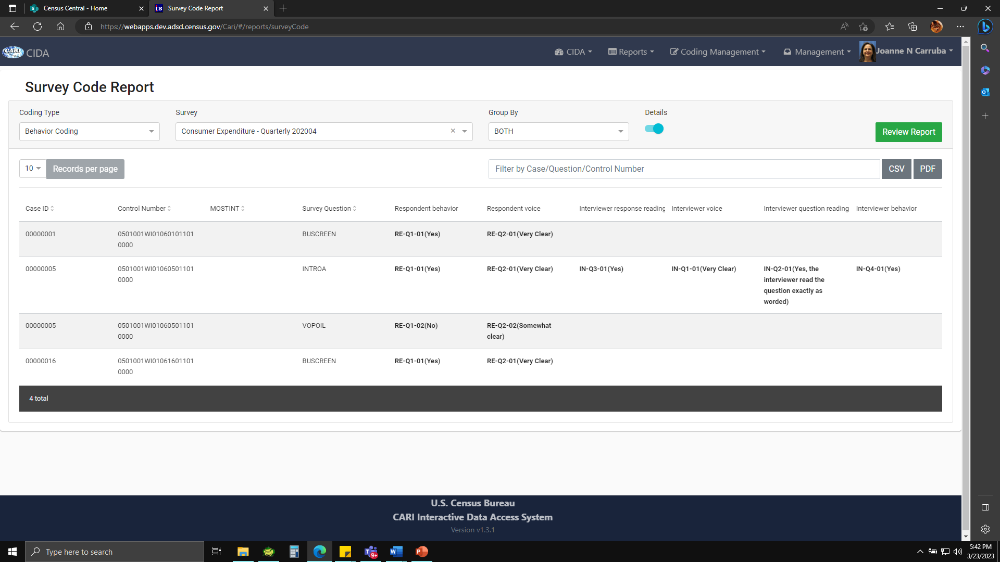 Census Central - Home
CB Survey Code Report
https://webapps.dev.adsd.census.gov/Cari/#/reports/surveyCode
CARI CIDA
CIDA
Reports
Coding Management
Management
Joanne N Carruba
Survey Code Report
Coding Type
Survey
Group By
Details
Behavior Coding
Consumer Expenditure - Quarterly 202004
BOTH
Review Report
10 Records per page
Filter by Case/Question/Control Number
CSV
PDF
Case ID
Control Number
MOSTINT
Survey Question
Respondent behavior
Respondent voice
Interviewer response reading
Interviewer voice
Interviewer question reading
Interviewer behavior
00000001
0501001WI01060101101
0000
BUSCREEN
RE-Q1-01(Yes)
RE-Q2-01(Very Clear)
00000005
0501001WI01060501101
0000
INTROA
RE-Q1-01(Yes)
RE-Q2-01(Very Clear)
IN-Q3-01(Yes)
IN-Q1-01(Very Clear)
IN-Q2-01(Yes, the
interviewer read the
question exactly as
worded)
IN-Q4-01(Yes)
00000005
0501001WI01060501101
0000
VOPOIL
RE-Q1-02(No)
RE-Q2-02(Somewhat
clear)
00000016
0501001WI01061601101
0000
BUSCREEN
RE-Q1-01(Yes)
RE-Q2-01(Very Clear)
4 total
U.S. Census Bureau
CARI Interactive Data Access System
Version v1.3.1
Type here to search
9+
5:42 PM
3/23/2023